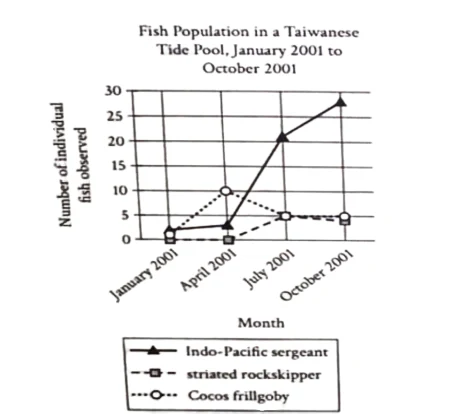 Fish Population in a Taiwanese
Tide Pool, January 2001 to
October 2001
Number of individual
fish observed
30
25
20
15
10
5
0
January 2001
April 2001
July 2001
October 2001
Month
Indo-Pacific sergeant
striated rockskipper
Cocos frillgoby